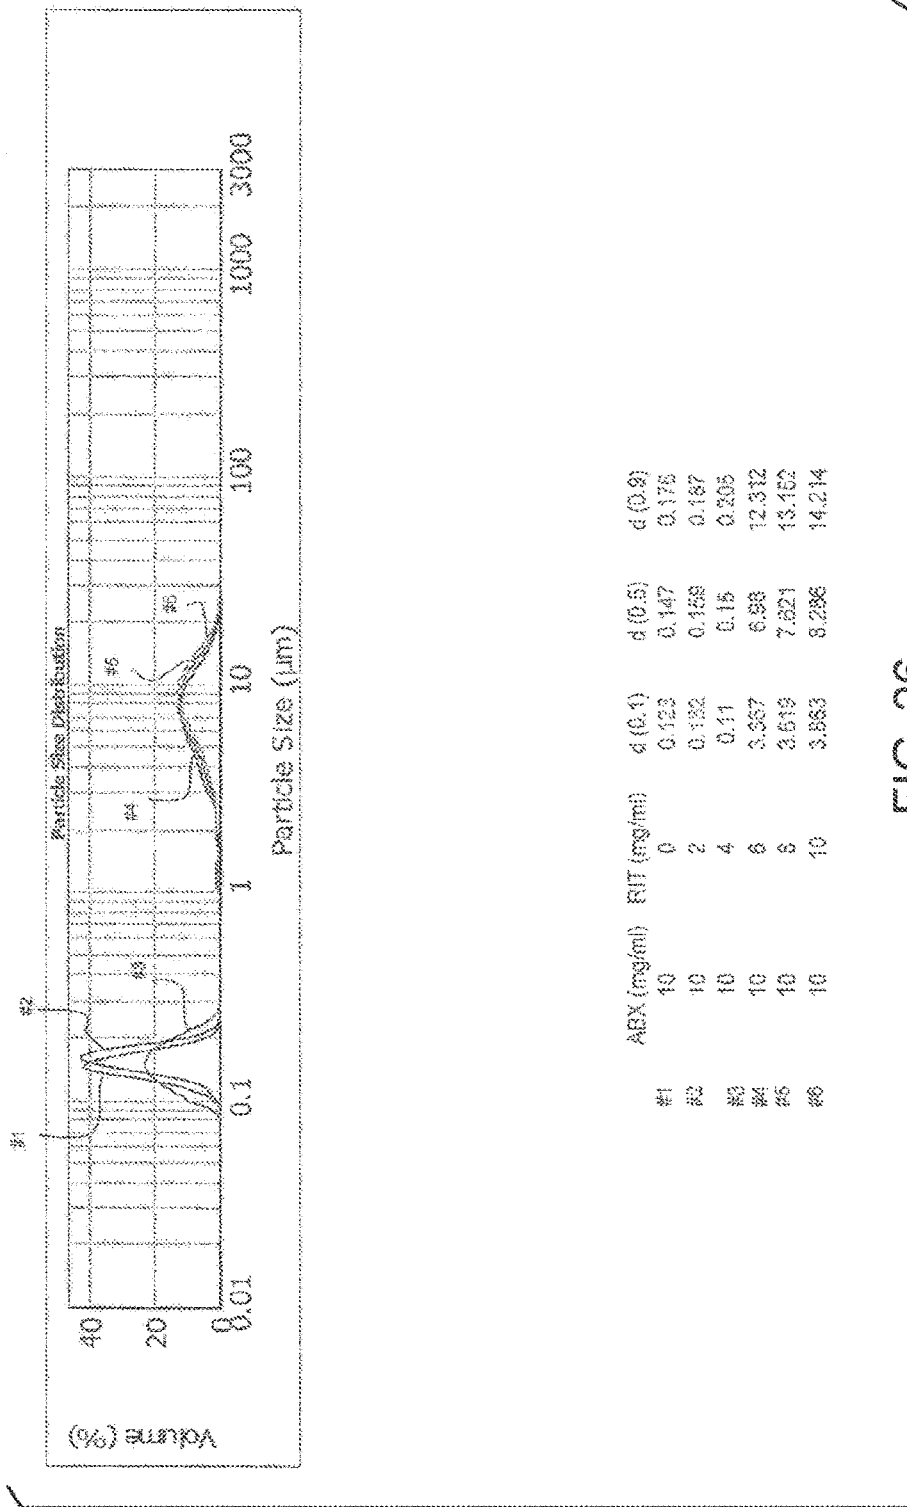 Particle Size Distribution
#1
#2
#3
#4
#5
#6
Volume (%)
40
20
0
0.01
0.1
1
10
100
1000
3000
Particle Size (µm)
ABX (mg/ml) RIT (mg/ml) d (0.1) d (0.5) d (0.9)
#1 10 0 0.123 0.147 0.176
#2 10 2 0.132 0.159 0.187
#3 10 4 0.11 0.15 0.205
#4 10 6 3.367 6.98 12.312
#5 10 8 3.619 7.621 13.152
#6 10 10 3.863 8.286 14.214